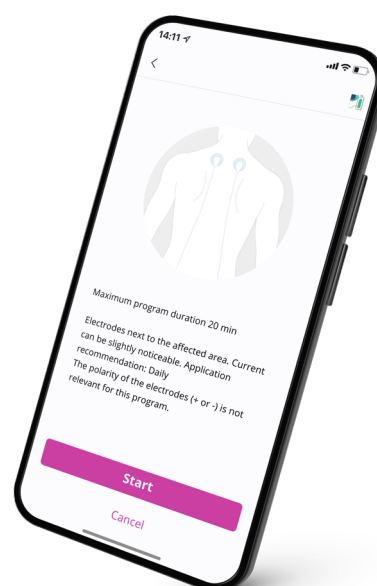 14:11
Maximum program duration 20 min
Electrodes next to the affected area. Current
can be slightly noticeable. Application
recommendation: Daily
The polarity of the electrodes (+ or -) is not
relevant for this program.
Start
Cancel